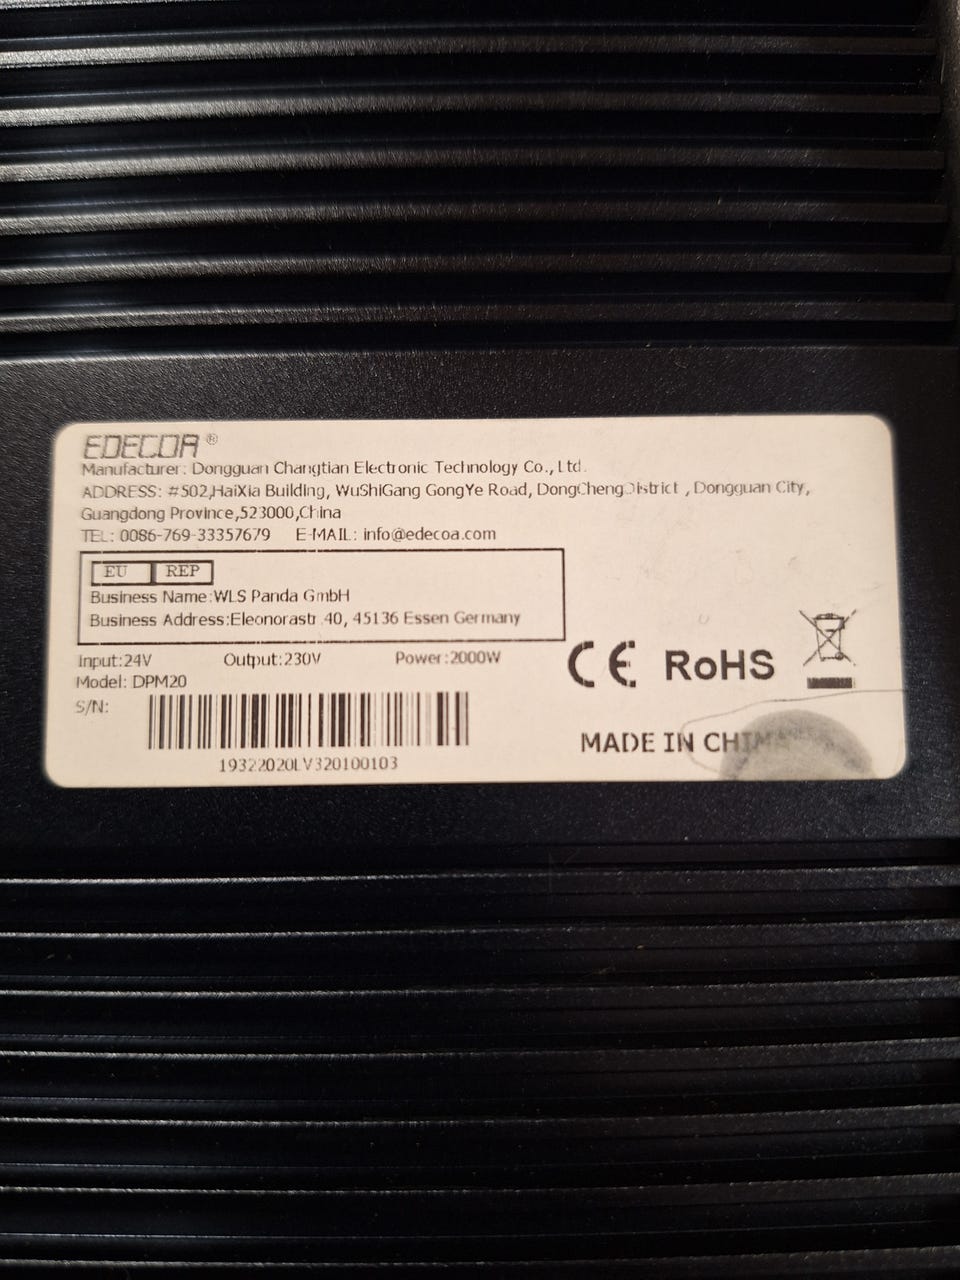 EDECOA ®
Manufacturer: Dongguan Changtian Electronic Technology Co., Ltd.
ADDRESS: #502,HaiXia Building, WuShiGang GongYe Road, DongCheng District , Dongguan City,
Guangdong Province,523000,China
TEL: 0086-769-33357679 E-MAIL: info@edecoa.com
EU REP
Business Name:WLS Panda GmbH
Business Address:Eleonorastr .40, 45136 Essen Germany
Input:24V Output:230V Power:2000W
Model: DPM20
S/N:
19322020LV320100103
CE RoHS
MADE IN CHINA